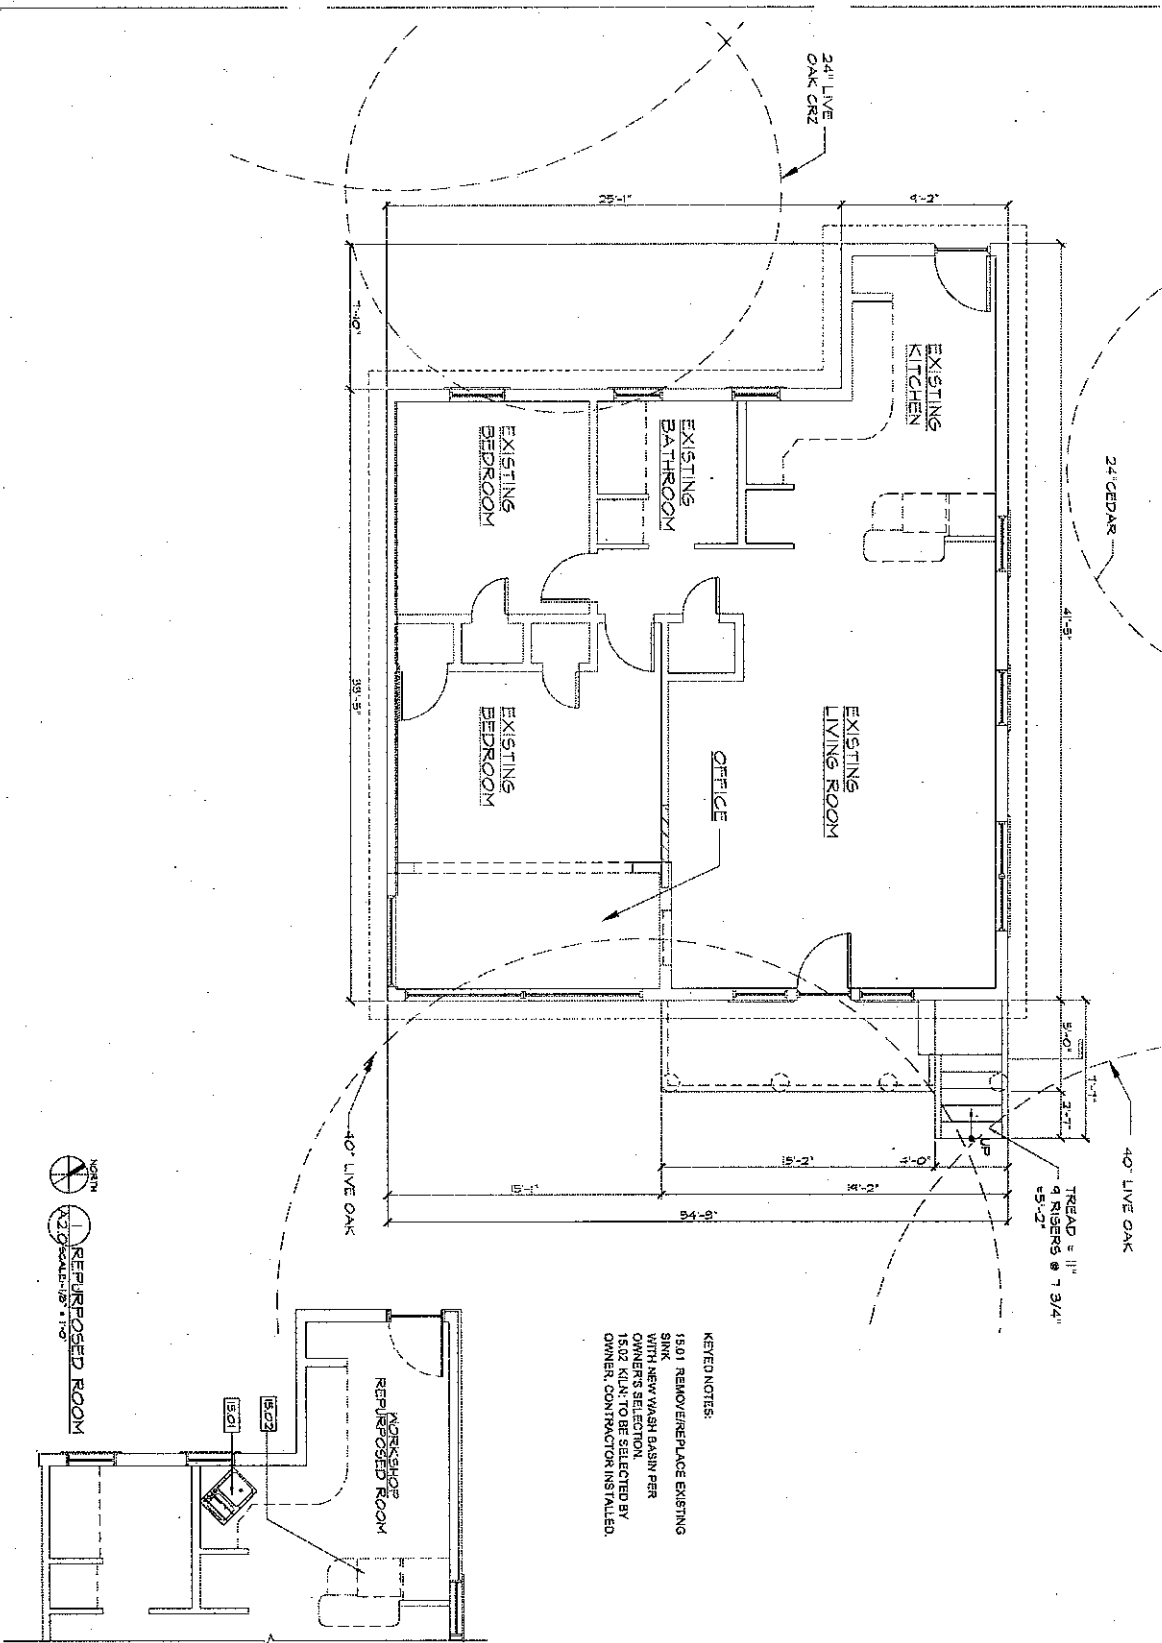 24" LIVE
OAK CRZ
25'-1"
9'-2"
7'-10"
EXISTING
KITCHEN
24" CEDAR
EXISTING
BATHROOM
EXISTING
BEDROOM
41'-5"
33'-5"
EXISTING
BEDROOM
OFFICE
EXISTING
LIVING ROOM
5'-0"
2'-7"
7'-7"
UP
40" LIVE OAK
TREAD = 11"
9 RISERS @ 7 3/4"
=5'-2"
40" LIVE OAK
15'-2"
4'-0"
15'-1"
19'-2"
34'-3"
KEYED NOTES:
15.01 REMOVE/REPLACE EXISTING
SINK
WITH NEW WASH BASIN PER
OWNER'S SELECTION.
15.02 KILN: TO BE SELECTED BY
OWNER, CONTRACTOR INSTALLED.
NORTH
1
A2.0
REPURPOSED ROOM
SCALE:1/8" = 1'-0"
15.01
15.02
WORKSHOP
REPURPOSED ROOM